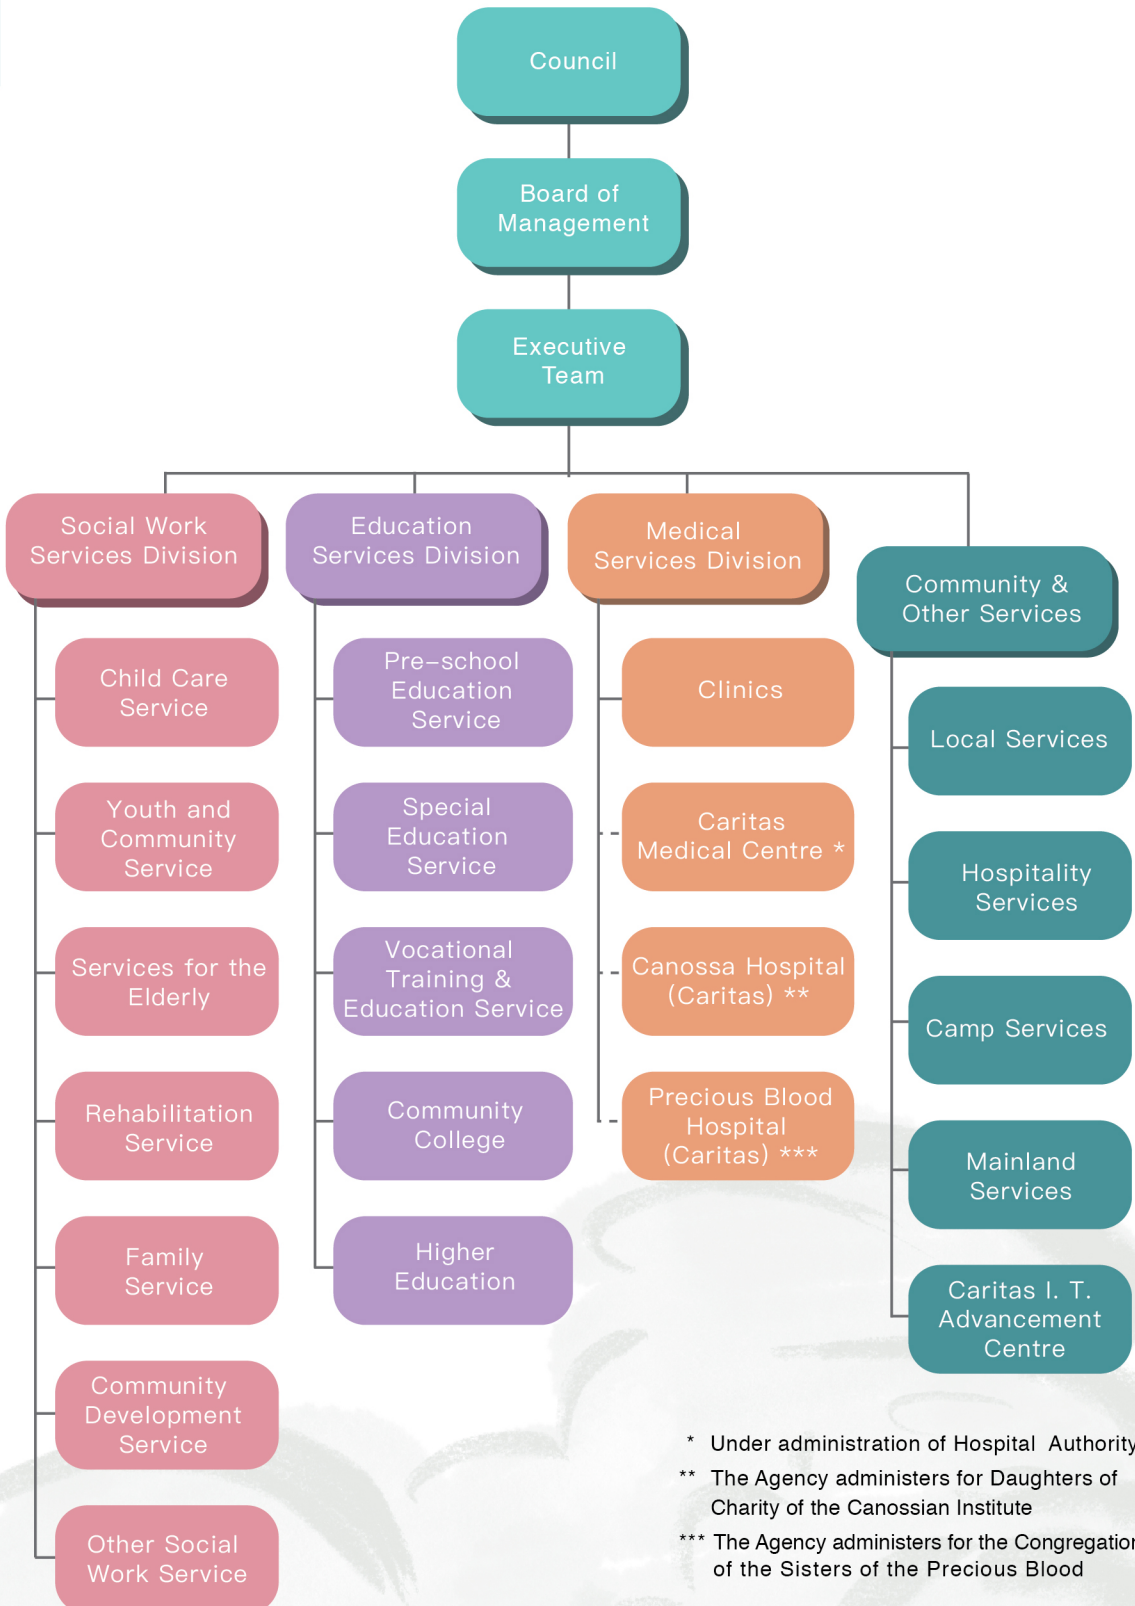 Council
Board of
Management
Executive
Team
Social Work
Services Division
Child Care
Service
Youth and
Community
Service
Services for the
Elderly
Rehabilitation
Service
Family
Service
Community
Development
Service
Other Social
Work Service
Education
Services Division
Pre-school
Education
Service
Special
Education
Service
Vocational
Training &
Education Service
Community
College
Higher
Education
Medical
Services Division
Clinics
Caritas
Medical Centre *
Canossa Hospital
(Caritas) **
Precious Blood
Hospital
(Caritas) ***
Community &
Other Services
Local Services
Hospitality
Services
Camp Services
Mainland
Services
Caritas I. T.
Advancement
Centre
* Under administration of Hospital Authority
** The Agency administers for Daughters of
Charity of the Canossian Institute
*** The Agency administers for the Congregation
of the Sisters of the Precious Blood